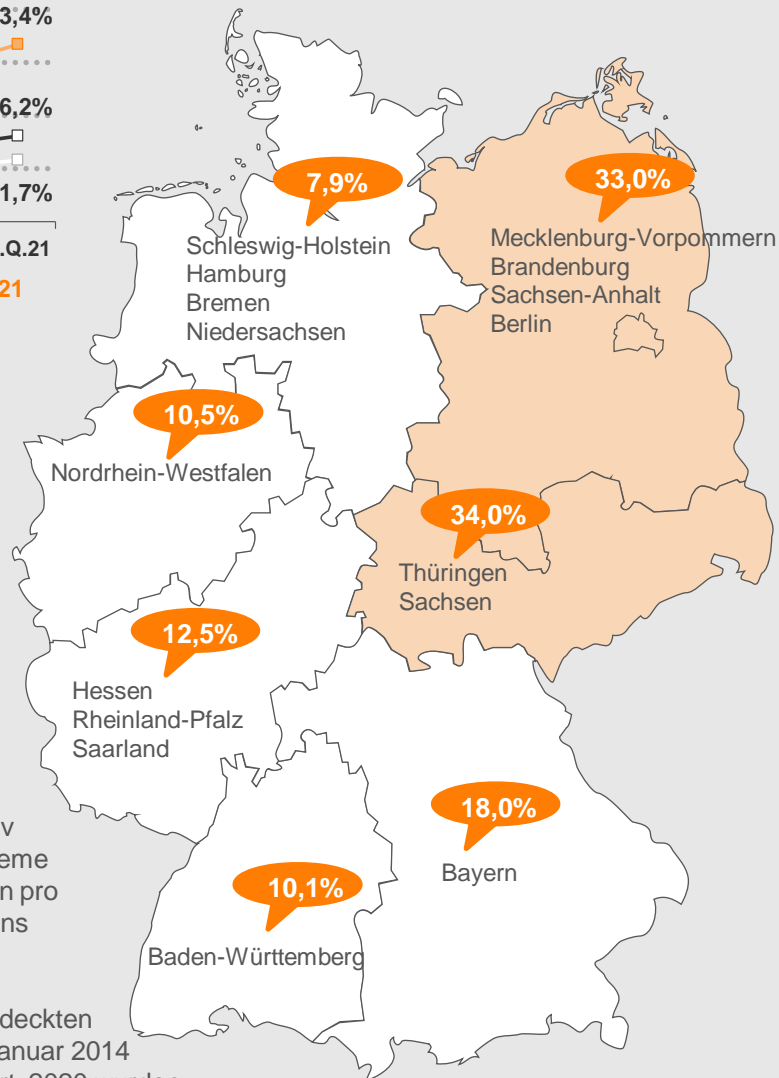 3,4%
6,2%
1,7%
.Q.21
21
7,9%
Schleswig-Holstein
Hamburg
Bremen
Niedersachsen
33,0%
Mecklenburg-Vorpommern
Brandenburg
Sachsen-Anhalt
Berlin
10,5%
Nordrhein-Westfalen
34,0%
Thüringen
Sachsen
12,5%
Hessen
Rheinland-Pfalz
Saarland
18,0%
Bayern
10,1%
Baden-Württemberg
v
eme
n pro
ns
deckten
anuar 2014